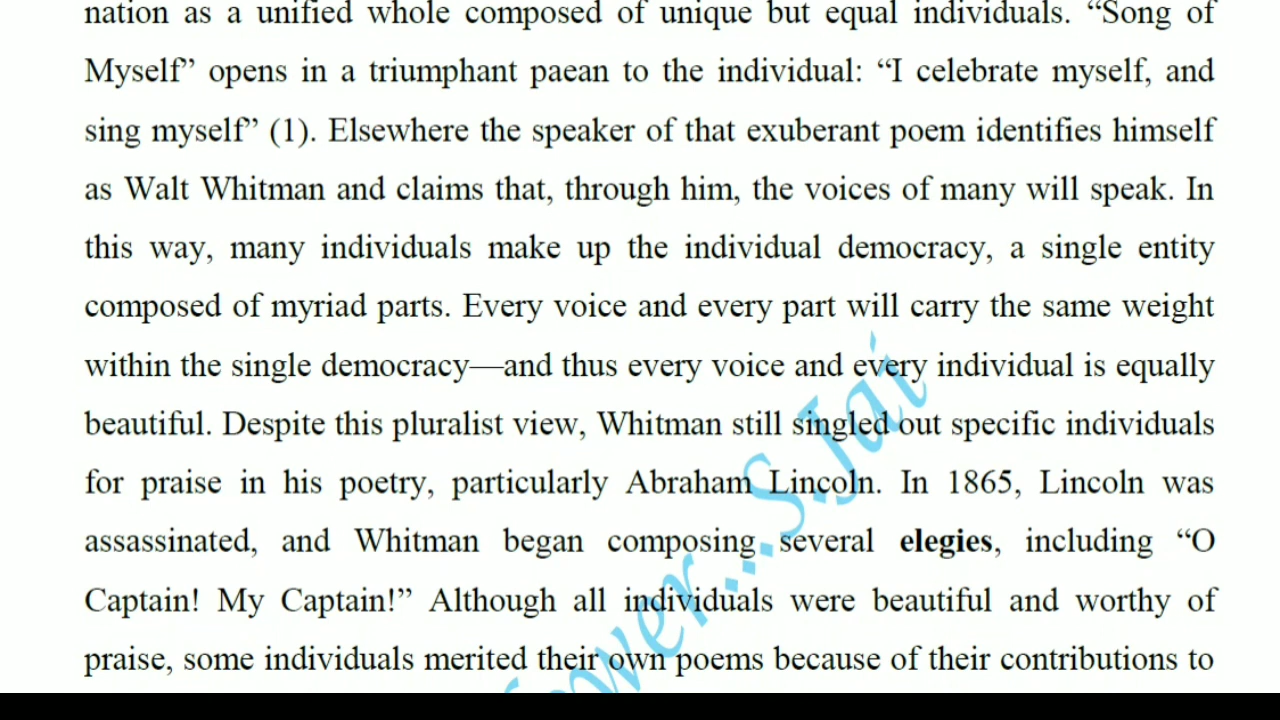 nation as a unified whole composed of unique but equal individuals. “Song of
Myself” opens in a triumphant paean to the individual: “I celebrate myself, and
sing myself” (1). Elsewhere the speaker of that exuberant poem identifies himself
as Walt Whitman and claims that, through him, the voices of many will speak. In
this way, many individuals make up the individual democracy, a single entity
composed of myriad parts. Every voice and every part will carry the same weight
within the single democracy—and thus every voice and every individual is equally
beautiful. Despite this pluralist view, Whitman still singled out specific individuals
for praise in his poetry, particularly Abraham Lincoln. In 1865, Lincoln was
assassinated, and Whitman began composing several elegies, including “O
Captain! My Captain!” Although all individuals were beautiful and worthy of
praise, some individuals merited their own poems because of their contributions to
...S.Jai